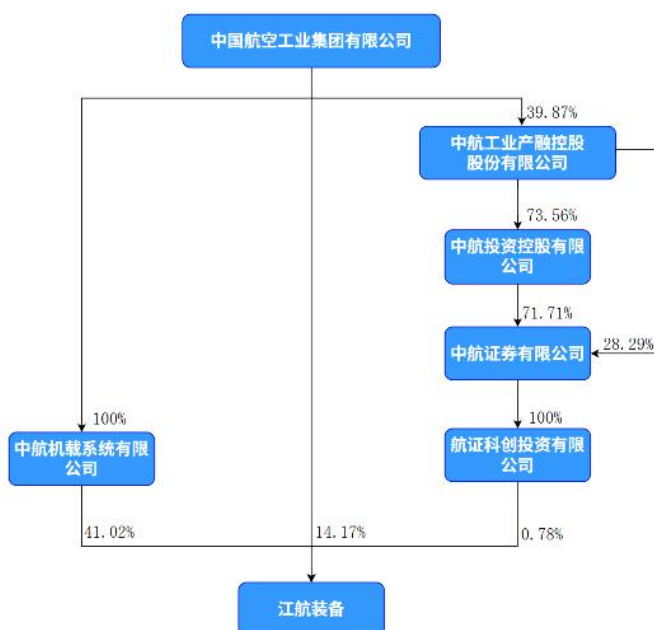 中国航空工业集团有限公司
39.87%
中航工业产融控股
股份有限公司
73.56%
中航投资控股有限
公司
71.71%
中航证券有限公司
28.29%
100%
100%
中航机载系统有限
公司
航证科创投资有限
公司
41.02%
14.17%
0.78%
江航装备